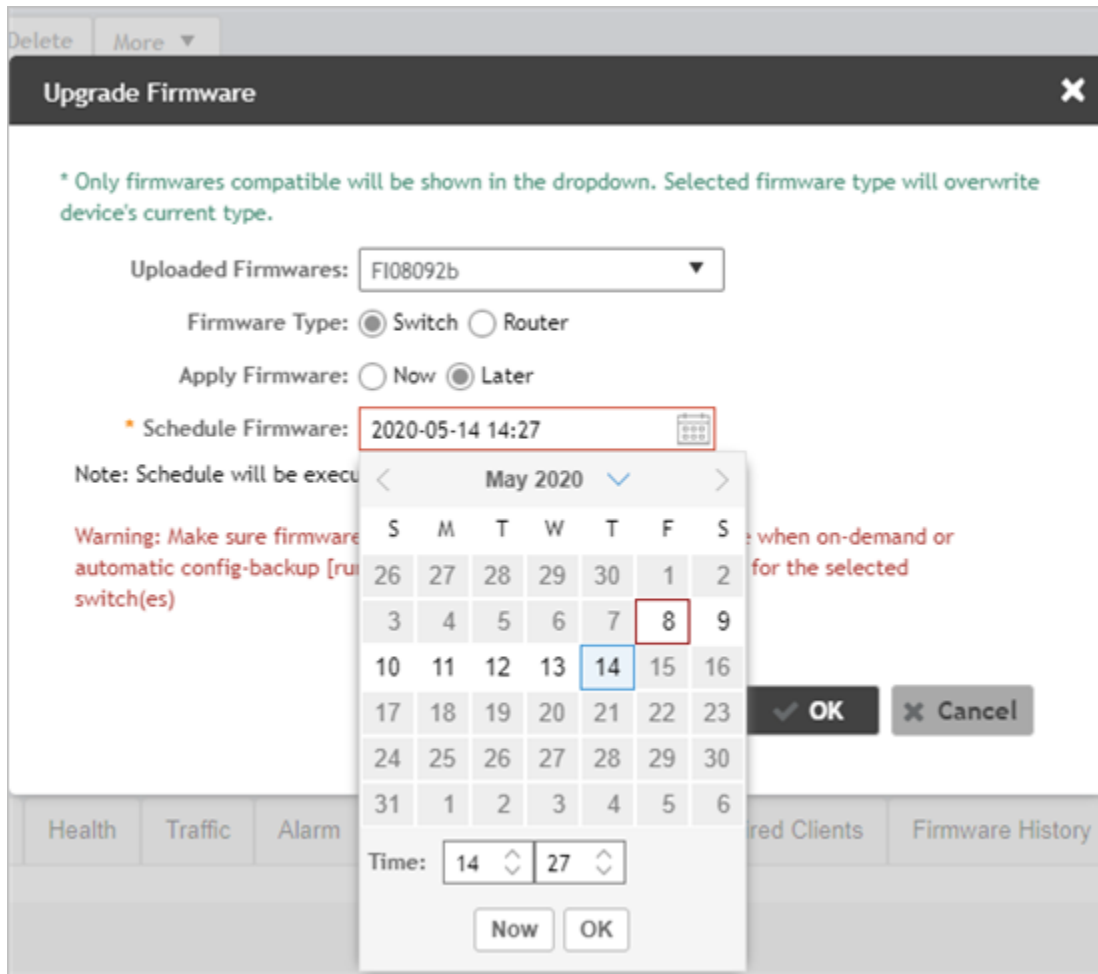 Delete More
Upgrade Firmware
* Only firmwares compatible will be shown in the dropdown. Selected firmware type will overwrite
device's current type.
Uploaded Firmwares: FI08092b
Firmware Type: Switch Router
Apply Firmware: Now Later
* Schedule Firmware: 2020-05-14 14:27
Note: Schedule will be execu
May 2020
Warning: Make sure firmware when on-demand or
automatic config-backup [ru for the selected
switch(es)
S M T W T F S
26 27 28 29 30 1 2
3 4 5 6 7 8 9
10 11 12 13 14 15 16
17 18 19 20 21 22 23
24 25 26 27 28 29 30
31 1 2 3 4 5 6
OK Cancel
Health Traffic Alarm red Clients Firmware History
Time: 14 27
Now OK